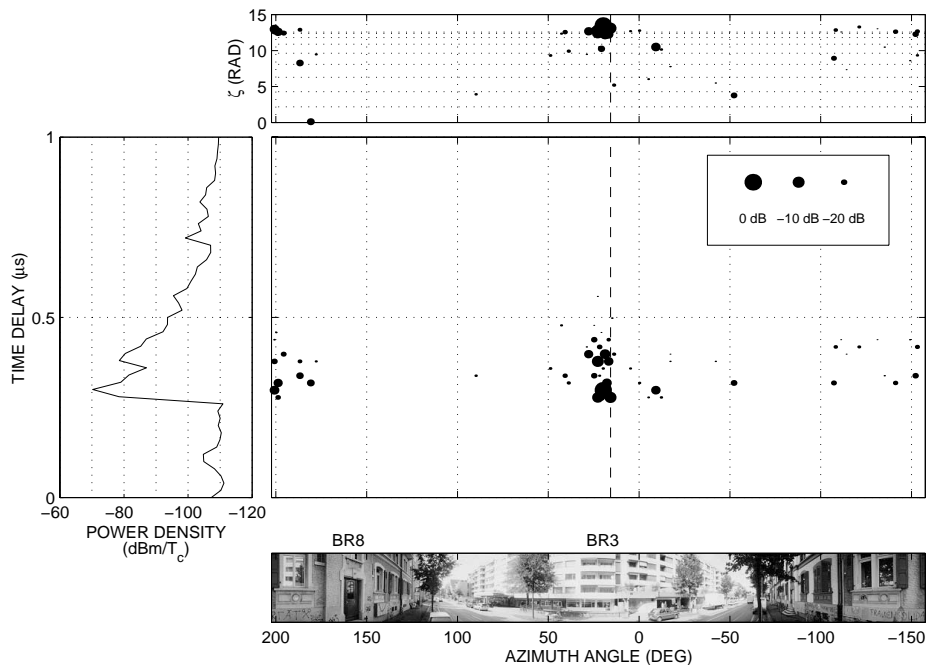 15
10
5
0
ζ (RAD)
1
0.5
0
TIME DELAY (μs)
−60 −80 −100 −120
POWER DENSITY
(dBm/Tc)
0 dB −10 dB −20 dB
BR8 BR3
200 150 100 50 0 −50 −100 −150
AZIMUTH ANGLE (DEG)